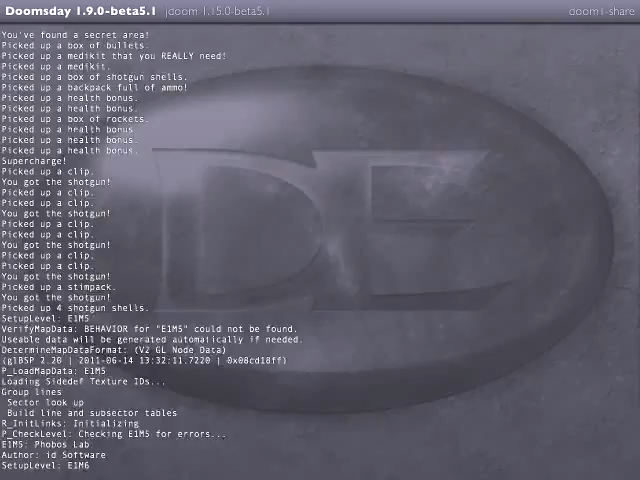 Doomsday 1.9.0-beta5.1 jdoom 1.15.0-beta5.1 doom1-share
You've found a secret area!
Picked up a box of bullets.
Picked up a medikit that you REALLY need!
Picked up a medikit.
Picked up a box of shotgun shells.
Picked up a backpack full of ammo!
Picked up a health bonus.
Picked up a health bonus.
Picked up a box of rockets.
Picked up a health bonus.
Picked up a health bonus.
Picked up a health bonus.
Supercharge!
Picked up a clip.
You got the shotgun!
Picked up a clip.
Picked up a clip.
You got the shotgun!
Picked up a clip.
Picked up a clip.
You got the shotgun!
Picked up a clip.
Picked up a clip.
You got the shotgun!
Picked up a stimpack.
You got the shotgun!
Picked up 4 shotgun shells.
SetupLevel: E1M5
VerifyMapData: BEHAVIOR for "E1M5" could not be found.
Useable data will be generated automatically if needed.
DetermineMapDataFormat: (V2 GL Node Data)
(glBSP 2.20 | 2011-06-14 13:32:11.7220 | 0x08cd18ff)
P_LoadMapData: E1M5
Loading Sidedef Texture IDs...
Group lines
Sector look up
Build line and subsector tables
R_InitLinks: Initializing
P_CheckLevel: Checking E1M5 for errors...
E1M5: Phobos Lab
Author: id Software
SetupLevel: E1M6
DE